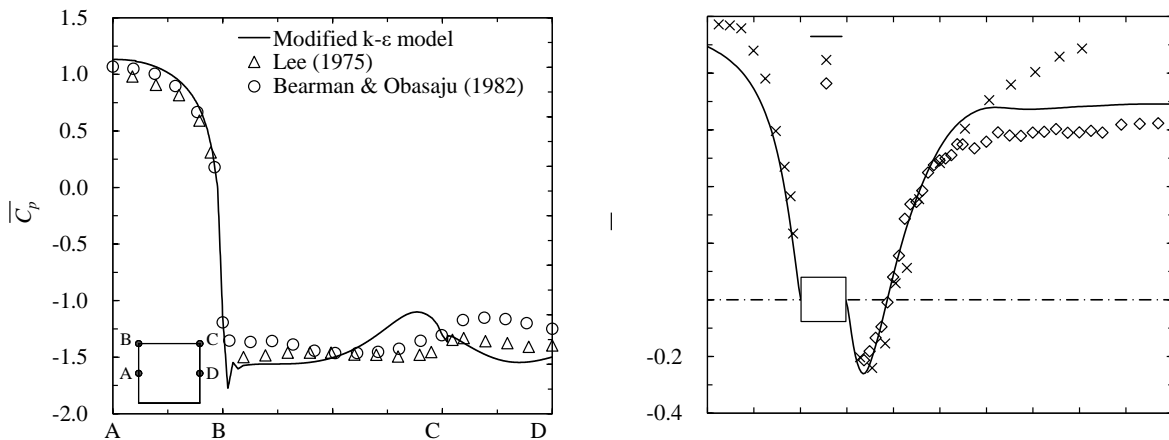 1.5
Modified k-ε model
Lee (1975)
Bearman & Obasaju (1982)
1.0
0.5
0.0
-0.5
-1.0
-1.5
-2.0
C̅p
B C
A D
A B C D
-0.2
-0.4